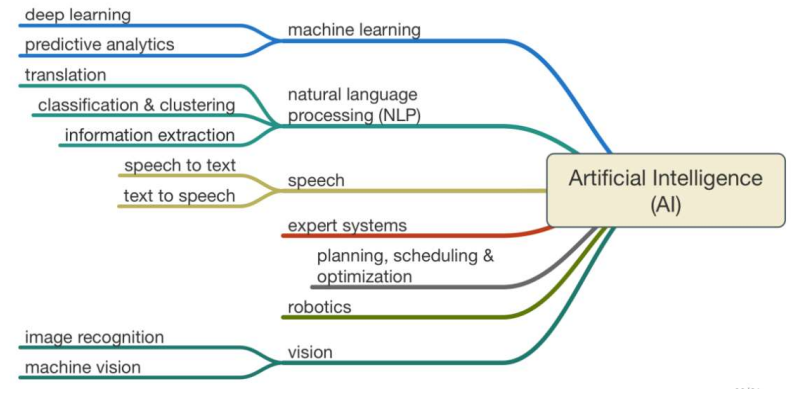 deep learning
predictive analytics
machine learning
translation
classification & clustering
information extraction
natural language
processing (NLP)
speech to text
text to speech
speech
expert systems
planning, scheduling &
optimization
robotics
image recognition
machine vision
vision
Artificial Intelligence
(AI)